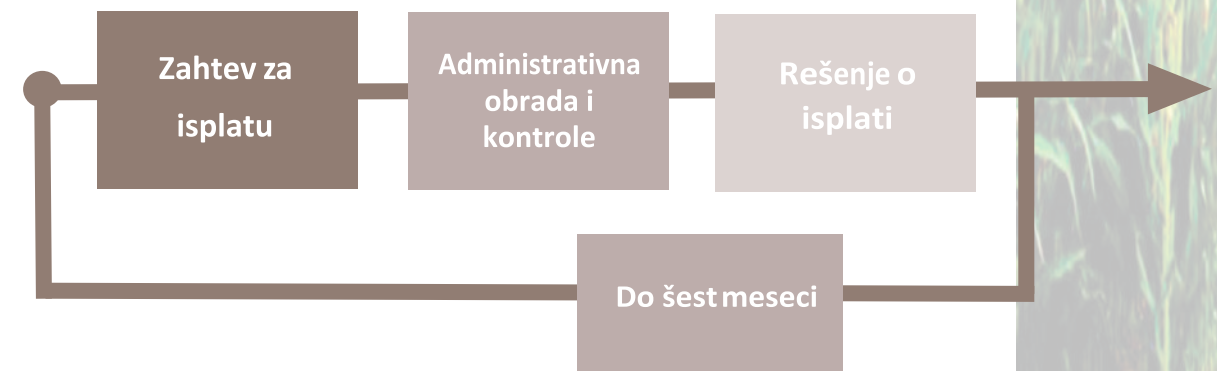 Zahtev za
isplatu
Administrativna
obrada i
kontrole
Rešenje o
isplati
Do šest meseci